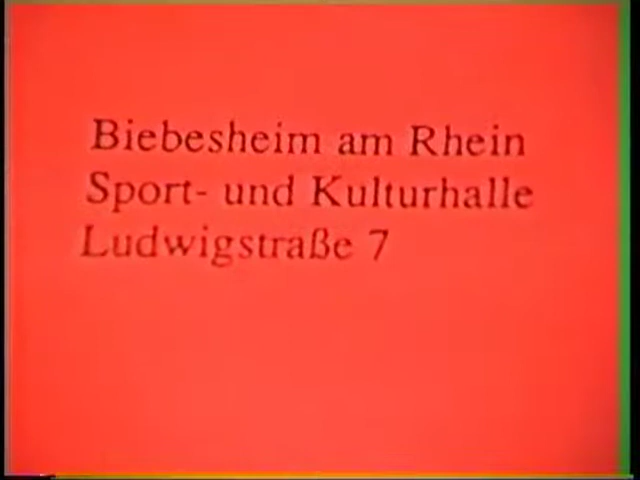 Biebesheim am Rhein
Sport- und Kulturhalle
Ludwigstraße 7